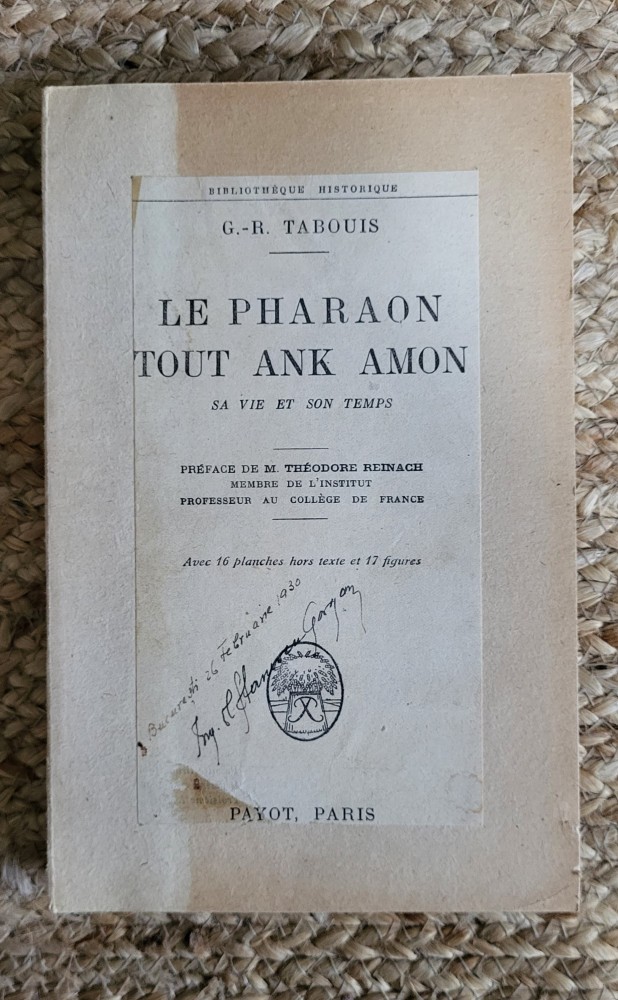 BIBLIOTHÈQUE HISTORIQUE
G.-R. TABOUIS
LE PHARAON
TOUT ANK AMON
SA VIE ET SON TEMPS
PRÉFACE DE M. THÉODORE REINACH
MEMBRE DE L'INSTITUT
PROFESSEUR AU COLLÈGE DE FRANCE
Avec 16 planches hors texte et 17 figures
Bucureşti 26 Februarie 1930
Ing.
PAYOT, PARIS